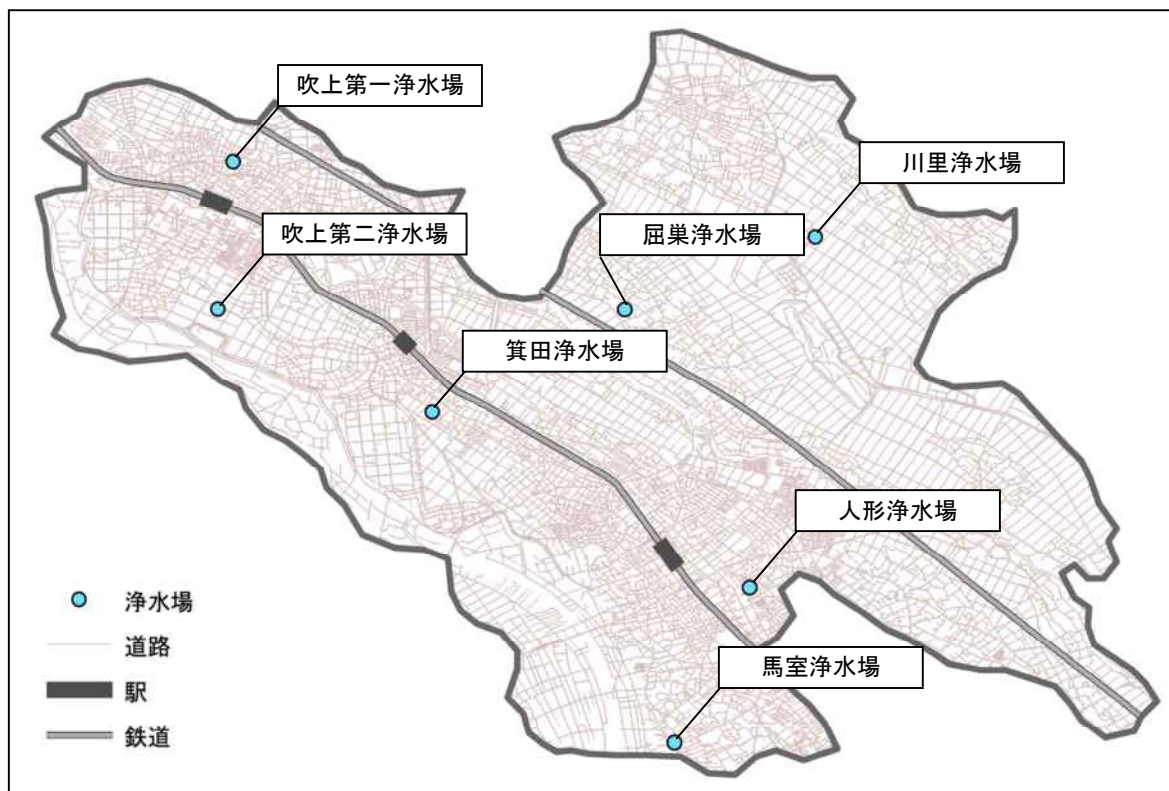 吹上第一浄水場
川里浄水場
吹上第二浄水場
屈巣浄水場
箕田浄水場
人形浄水場
馬室浄水場
浄水場
道路
駅
鉄道